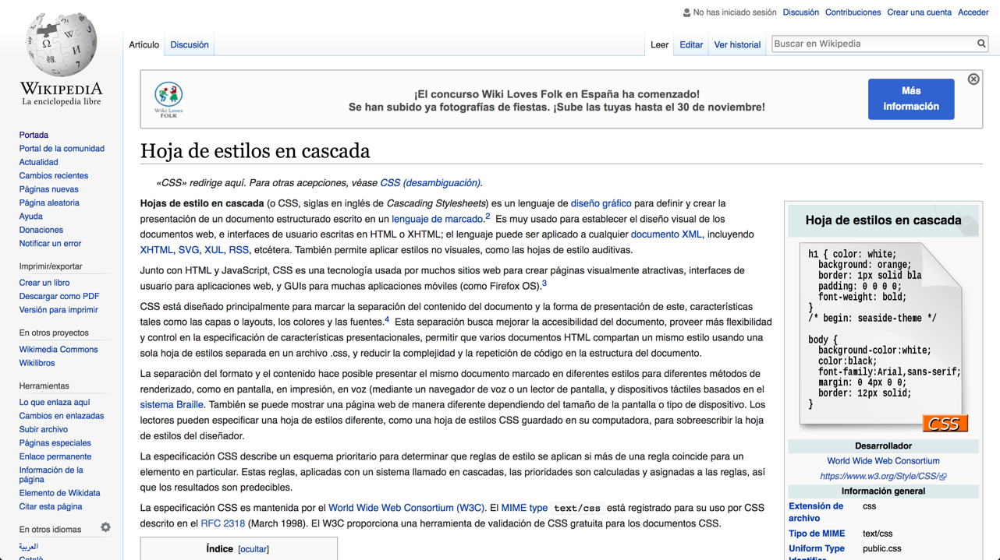 No has iniciado sesión Discusión Contribuciones Crear una cuenta Acceder
Artículo Discusión Leer Editar Ver historial Buscar en Wikipedia
WIKIPEDIA
La enciclopedia libre
Portada
Portal de la comunidad
Actualidad
Cambios recientes
Páginas nuevas
Página aleatoria
Ayuda
Donaciones
Notificar un error
Imprimir/exportar
Crear un libro
Descargar como PDF
Versión para imprimir
En otros proyectos
Wikimedia Commons
Wikilibros
Herramientas
Lo que enlaza aquí
Cambios en enlazadas
Subir archivo
Páginas especiales
Enlace permanente
Información de la
página
Elemento de Wikidata
Citar esta página
En otros idiomas
العربية
Català
Wiki Loves
FOLK
¡El concurso Wiki Loves Folk en España ha comenzado!
Se han subido ya fotografías de fiestas. ¡Sube las tuyas hasta el 30 de noviembre!
Más
información
Hoja de estilos en cascada
«CSS» redirige aquí. Para otras acepciones, véase CSS (desambiguación).
Hojas de estilo en cascada (o CSS, siglas en inglés de Cascading Stylesheets) es un lenguaje de diseño gráfico para definir y crear la
presentación de un documento estructurado escrito en un lenguaje de marcado.2 Es muy usado para establecer el diseño visual de los
documentos web, e interfaces de usuario escritas en HTML o XHTML; el lenguaje puede ser aplicado a cualquier documento XML, incluyendo
XHTML, SVG, XUL, RSS, etcétera. También permite aplicar estilos no visuales, como las hojas de estilo auditivas.
Junto con HTML y JavaScript, CSS es una tecnología usada por muchos sitios web para crear páginas visualmente atractivas, interfaces de
usuario para aplicaciones web, y GUIs para muchas aplicaciones móviles (como Firefox OS).3
CSS está diseñado principalmente para marcar la separación del contenido del documento y la forma de presentación de este, características
tales como las capas o layouts, los colores y las fuentes.4 Esta separación busca mejorar la accesibilidad del documento, proveer más flexibilidad
y control en la especificación de características presentacionales, permitir que varios documentos HTML compartan un mismo estilo usando una
sola hoja de estilos separada en un archivo .css, y reducir la complejidad y la repetición de código en la estructura del documento.
La separación del formato y el contenido hace posible presentar el mismo documento marcado en diferentes estilos para diferentes métodos de
renderizado, como en pantalla, en impresión, en voz (mediante un navegador de voz o un lector de pantalla, y dispositivos táctiles basados en el
sistema Braille. También se puede mostrar una página web de manera diferente dependiendo del tamaño de la pantalla o tipo de dispositivo. Los
lectores pueden especificar una hoja de estilos diferente, como una hoja de estilos CSS guardado en su computadora, para sobreescribir la hoja
de estilos del diseñador.
La especificación CSS describe un esquema prioritario para determinar que reglas de estilo se aplican si más de una regla coincide para un
elemento en particular. Estas reglas, aplicadas con un sistema llamado en cascadas, las prioridades son calculadas y asignadas a las reglas, así
que los resultados son predecibles.
La especificación CSS es mantenida por el World Wide Web Consortium (W3C). El MIME type text/css está registrado para su uso por CSS
descrito en el RFC 2318 (March 1998). El W3C proporciona una herramienta de validación de CSS gratuita para los documentos CSS.
Índice [ocultar]
Hoja de estilos en cascada
h1 { color: white;
background: orange;
border: 1px solid bla
padding: 0 0 0 0;
font-weight: bold;
}
/* begin: seaside-theme */
body {
background-color:white;
color:black;
font-family:Arial,sans-serif;
margin: 0 4px 0 0;
border: 12px solid;
}
CSS
Desarrollador
World Wide Web Consortium
https://www.w3.org/Style/CSS/
Información general
Extensión de css
archivo
Tipo de MIME text/css
Uniform Type public.css
Identifier